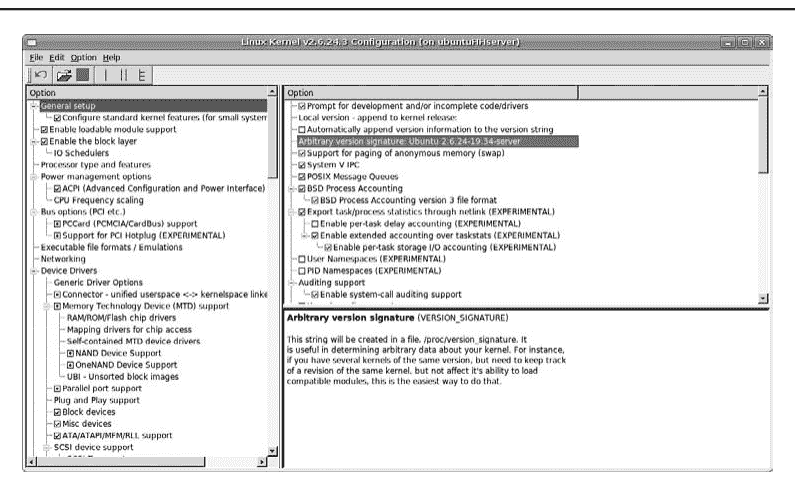 Linux Kernel v2.6.24.3 Configuration (on ubuntuHHserver)
File Edit Option Help
Option
General setup
Configure standard kernel features (for small system
Enable loadable module support
Enable the block layer
IO Schedulers
Processor type and features
Power management options
ACPI (Advanced Configuration and Power Interface)
CPU Frequency scaling
Bus options (PCI etc.)
PCCard (PCMCIA/CardBus) support
Support for PCI Hotplug (EXPERIMENTAL)
Executable file formats / Emulations
Networking
Device Drivers
Generic Driver Options
Connector - unified userspace <-> kernelspace linke
Memory Technology Device (MTD) support
RAM/ROM/Flash chip drivers
Mapping drivers for chip access
Self-contained MTD device drivers
NAND Device Support
OneNAND Device Support
UBI - Unsorted block images
Parallel port support
Plug and Play support
Block devices
Misc devices
ATA/ATAPI/MFM/RLL support
SCSI device support
Option
Prompt for development and/or incomplete code/drivers
Local version - append to kernel release:
Automatically append version information to the version string
Arbitrary version signature: Ubuntu 2.6.24-19.34-server
Support for paging of anonymous memory (swap)
System V IPC
POSIX Message Queues
BSD Process Accounting
BSD Process Accounting version 3 file format
Export task/process statistics through netlink (EXPERIMENTAL)
Enable per-task delay accounting (EXPERIMENTAL)
Enable extended accounting over taskstats (EXPERIMENTAL)
Enable per-task storage I/O accounting (EXPERIMENTAL)
User Namespaces (EXPERIMENTAL)
PID Namespaces (EXPERIMENTAL)
Auditing support
Enable system-call auditing support
Arbitrary version signature (VERSION_SIGNATURE)
This string will be created in a file, /proc/version_signature. It
is useful in determining arbitrary data about your kernel. For instance,
if you have several kernels of the same version, but need to keep track
of a revision of the same kernel, but not affect it's ability to load
compatible modules, this is the easiest way to do that.